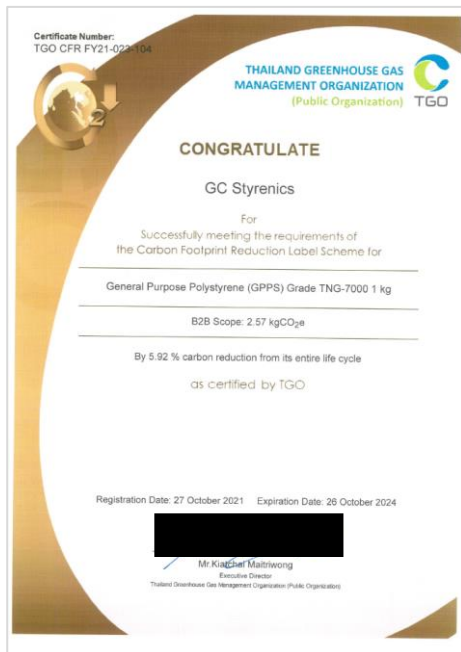 Certificate Number:
TGO CFR FY21-023-104
THAILAND GREENHOUSE GAS
MANAGEMENT ORGANIZATION
(Public Organization)
TGO
2
CONGRATULATE
GC Styrenics
For
Successfully meeting the requirements of
the Carbon Footprint Reduction Label Scheme for
General Purpose Polystyrene (GPPS) Grade TNG-7000 1 kg
B2B Scope: 2.57 kgCO₂e
By 5.92 % carbon reduction from its entire life cycle
as certified by TGO
Registration Date: 27 October 2021 Expiration Date: 26 October 2024
Mr.Kiatchai Maitriwong
Executive Director
Thailand Greenhouse Gas Management Organization (Public Organization)